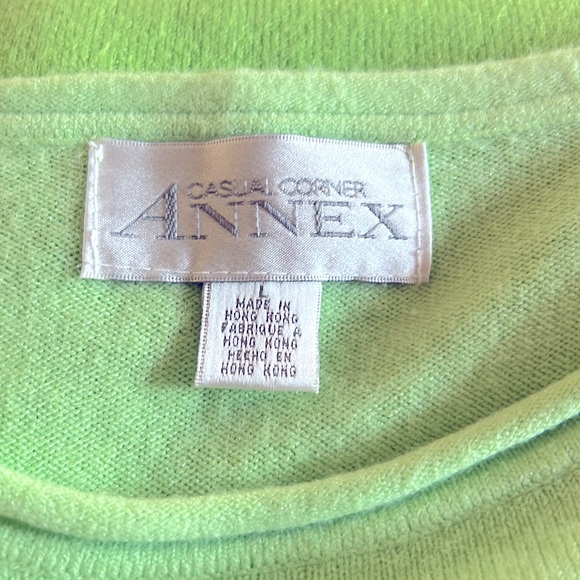 CASUAL CORNER
ANNEX
L
MADE IN
HONG KONG
FABRIQUE A
HONG KONG
HECHO EN
HONG KONG